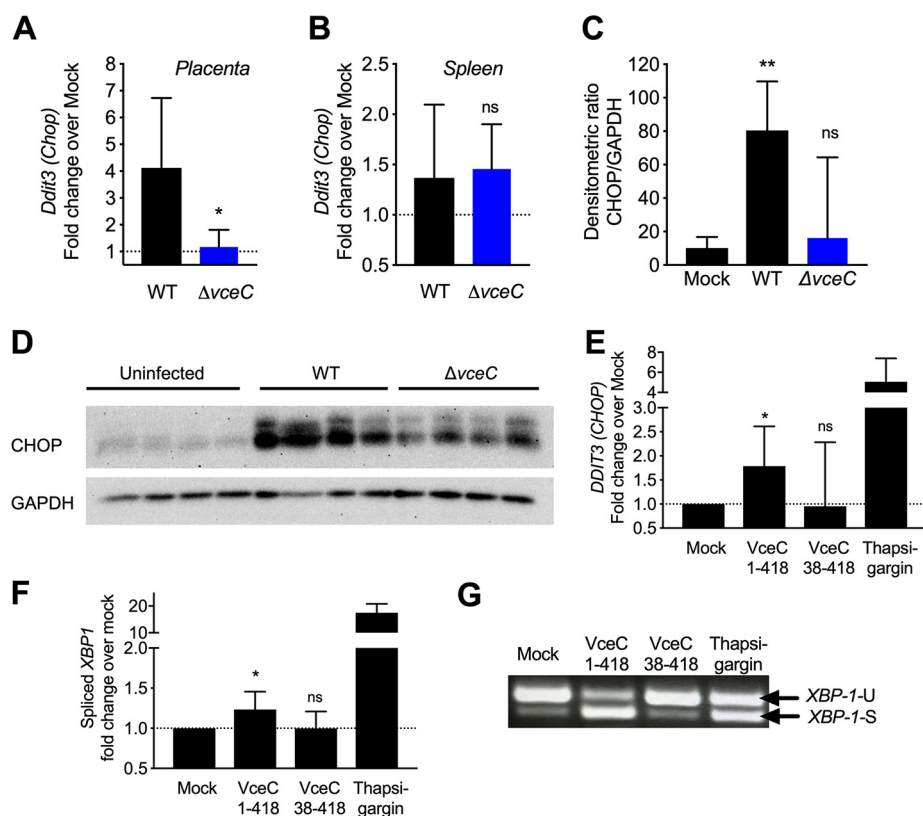 A
Placenta
Ddit3 (Chop)
Fold change over Mock
8
7
6
5
4
3
2
1
*
WT
ΔvceC
B
Spleen
Ddit3 (Chop)
Fold change over Mock
2.5
2.0
1.5
1.0
0.5
ns
WT
ΔvceC
C
Densitometric ratio
CHOP/GAPDH
120
100
80
60
40
20
0
**
ns
Mock
WT
ΔvceC
D
Uninfected
WT
ΔvceC
CHOP
GAPDH
E
DDIT3 (CHOP)
Fold change over Mock
8
6
4
3.0
2.5
2.0
1.5
1.0
0.5
*
ns
Mock
VceC
1-418
VceC
38-418
Thapsi-
gargin
F
Spliced XBP1
fold change over mock
20
10
2.0
1.5
1.0
0.5
*
ns
Mock
VceC
1-418
VceC
38-418
Thapsi-
gargin
G
Mock
VceC
1-418
VceC
38-418
Thapsi-
gargin
XBP-1-U
XBP-1-S